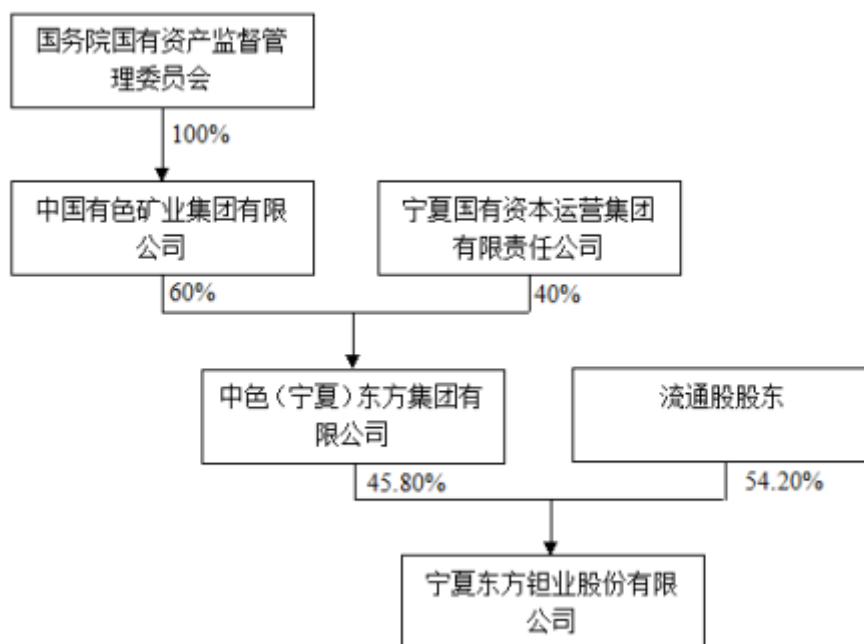 国务院国有资产监督管
理委员会
100%
中国有色矿业集团有限
公司
宁夏国有资本运营集团
有限责任公司
60%
40%
中色（宁夏）东方集团有
限公司
流通股股东
45.80%
54.20%
宁夏东方钽业股份有限
公司